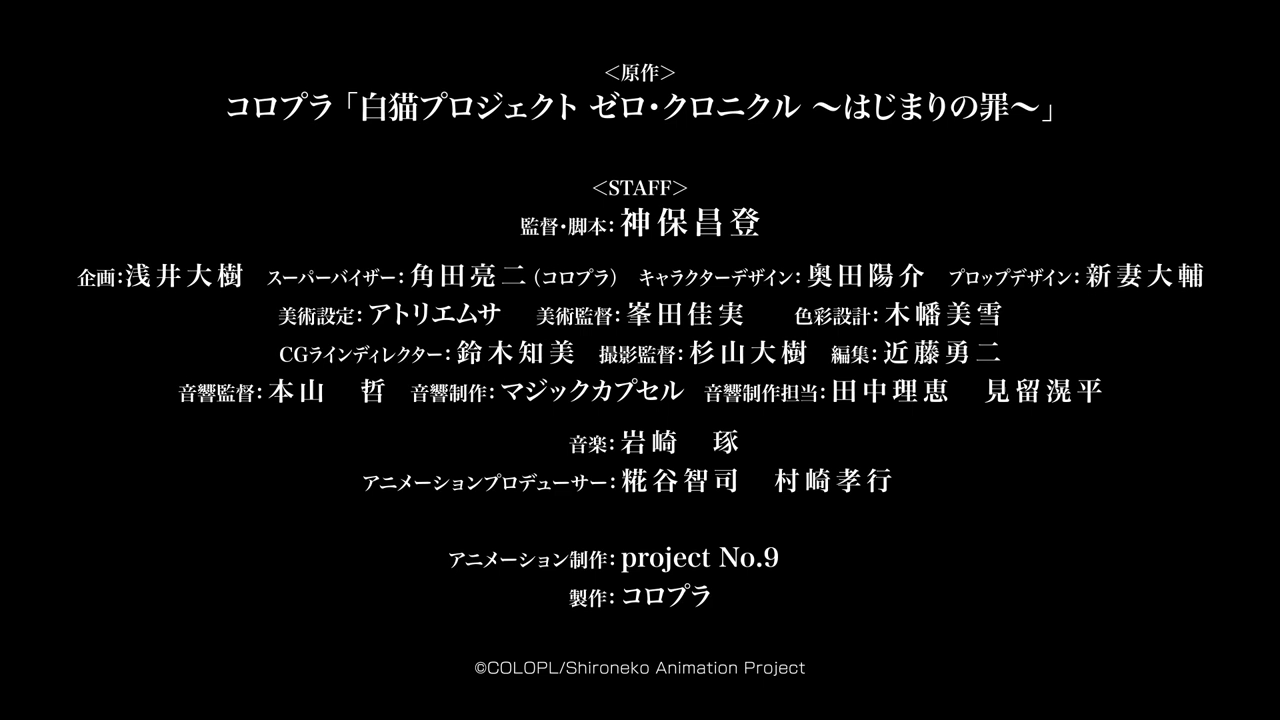 ＜原作＞
コロプラ「白猫プロジェクト ゼロ・クロニクル ～はじまりの罪～」
＜STAFF＞
監督・脚本：神保昌登
企画：浅井大樹　スーパーバイザー：角田亮二（コロプラ）　キャラクターデザイン：奥田陽介　プロップデザイン：新妻大輔
美術設定：アトリエムサ　美術監督：峯田佳実　色彩設計：木幡美雪
CGラインディレクター：鈴木知美　撮影監督：杉山大樹　編集：近藤勇二
音響監督：本山　哲　音響制作：マジックカプセル　音響制作担当：田中理恵　見留滉平
音楽：岩崎　琢
アニメーションプロデューサー：糀谷智司　村崎孝行
アニメーション制作：project No.9
製作：コロプラ
©COLOPL/Shironeko Animation Project